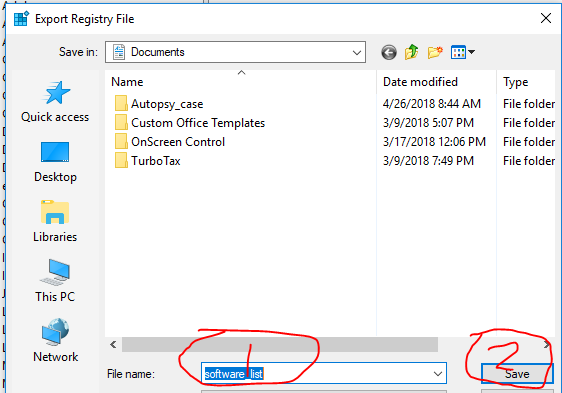 Export Registry File
Save in: Documents
Name Date modified Type
Quick access
Desktop
Libraries
This PC
Network
Autopsy_case 4/26/2018 8:44 AM File folder
Custom Office Templates 3/9/2018 5:07 PM File folder
OnScreen Control 3/17/2018 12:06 PM File folder
TurboTax 3/9/2018 7:49 PM File folder
1
2
File name: software_list Save